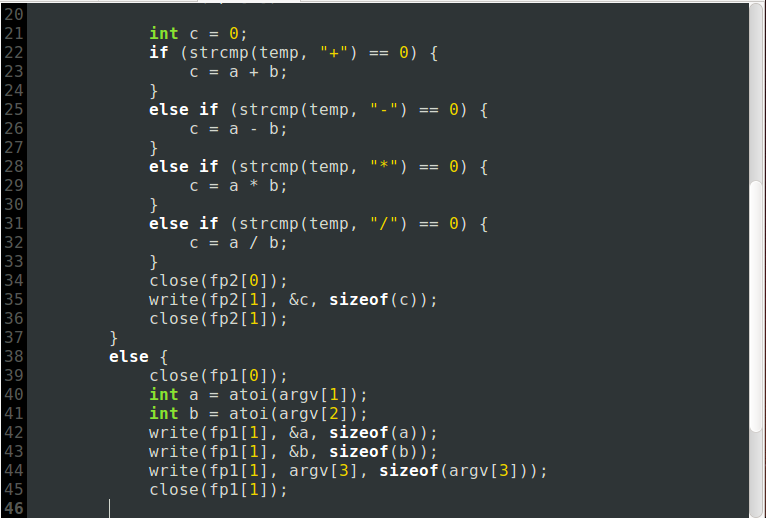 20
21            int c = 0;
22            if (strcmp(temp, "+") == 0) {
23                c = a + b;
24            }
25            else if (strcmp(temp, "-") == 0) {
26                c = a - b;
27            }
28            else if (strcmp(temp, "*") == 0) {
29                c = a * b;
30            }
31            else if (strcmp(temp, "/") == 0) {
32                c = a / b;
33            }
34            close(fp2[0]);
35            write(fp2[1], &c, sizeof(c));
36            close(fp2[1]);
37        }
38        else {
39            close(fp1[0]);
40            int a = atoi(argv[1]);
41            int b = atoi(argv[2]);
42            write(fp1[1], &a, sizeof(a));
43            write(fp1[1], &b, sizeof(b));
44            write(fp1[1], argv[3], sizeof(argv[3]));
45            close(fp1[1]);
46